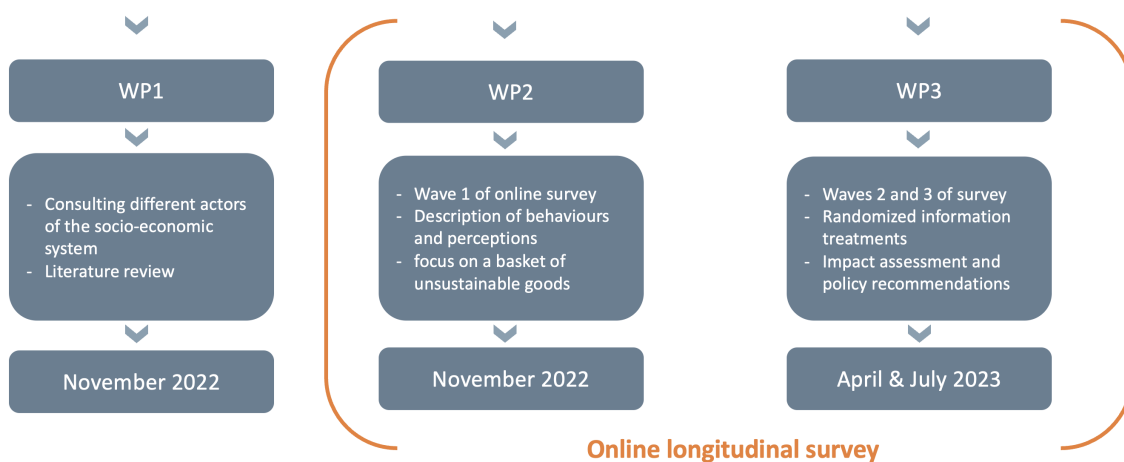 WP1
- Consulting different actors
of the socio-economic
system
- Literature review
November 2022
WP2
- Wave 1 of online survey
- Description of behaviours
and perceptions
- focus on a basket of
unsustainable goods
November 2022
WP3
- Waves 2 and 3 of survey
- Randomized information
treatments
- Impact assessment and
policy recommendations
April & July 2023
Online longitudinal survey